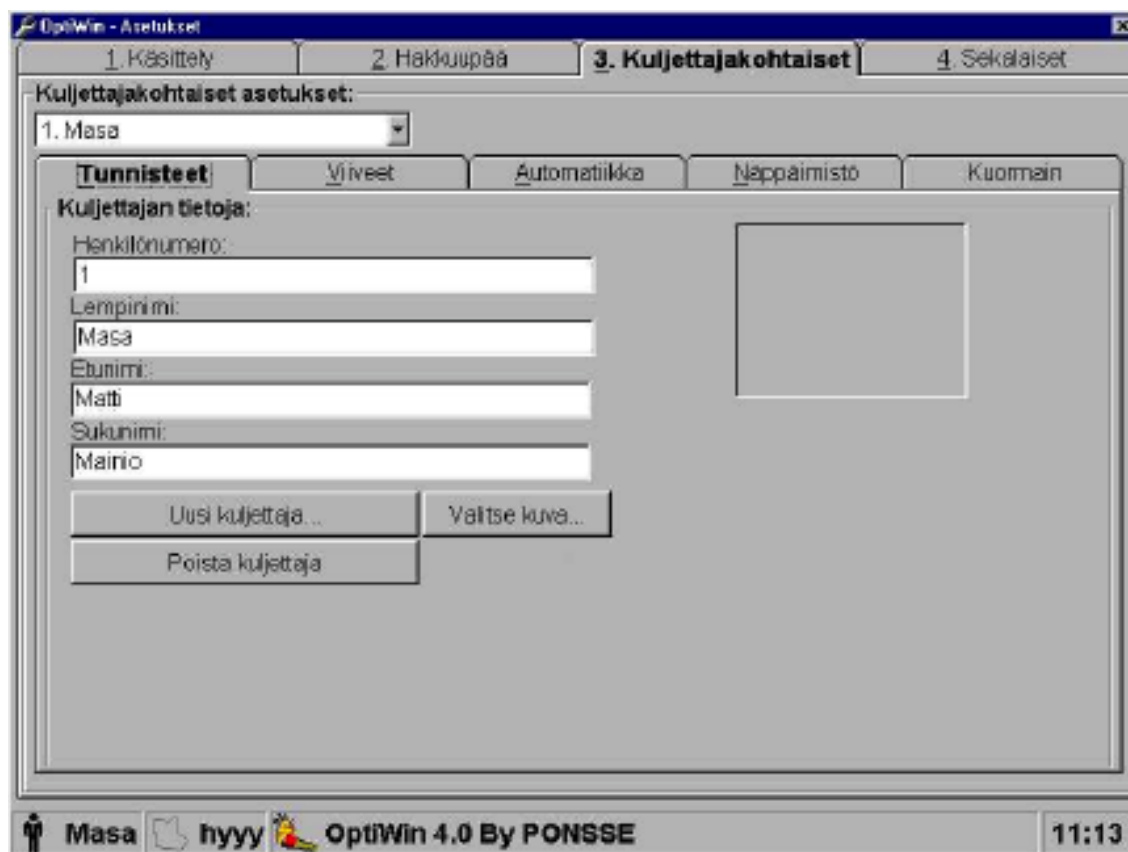 OptiWin - Asetukset
1. Käsittely 2. Hakkuupää 3. Kuljettajakohtaiset 4. Sekalaiset
Kuljettajakohtaiset asetukset:
1. Masa
Tunnisteet Viiveet Automatiikka Näppäimistö Kuormain
Kuljettajan tietoja:
Henkilönumero:
1
Lempinimi:
Masa
Etunimi:
Matti
Sukunimi:
Mainio
Uusi kuljettaja... Valitse kuva...
Poista kuljettaja
Masa hyyy OptiWin 4.0 By PONSSE 11:13